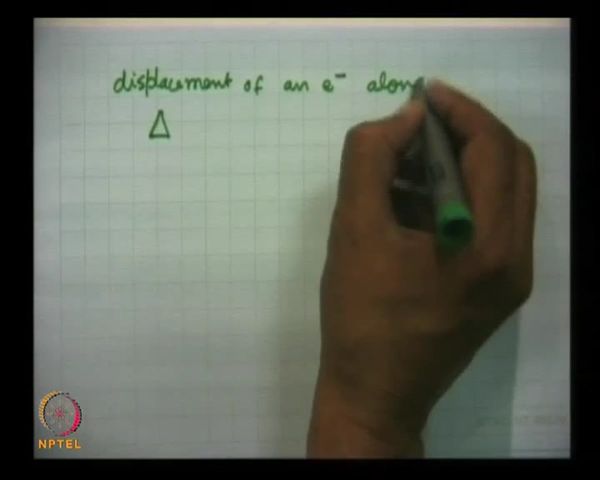 displacement of an e⁻ along
Δ
NPTEL